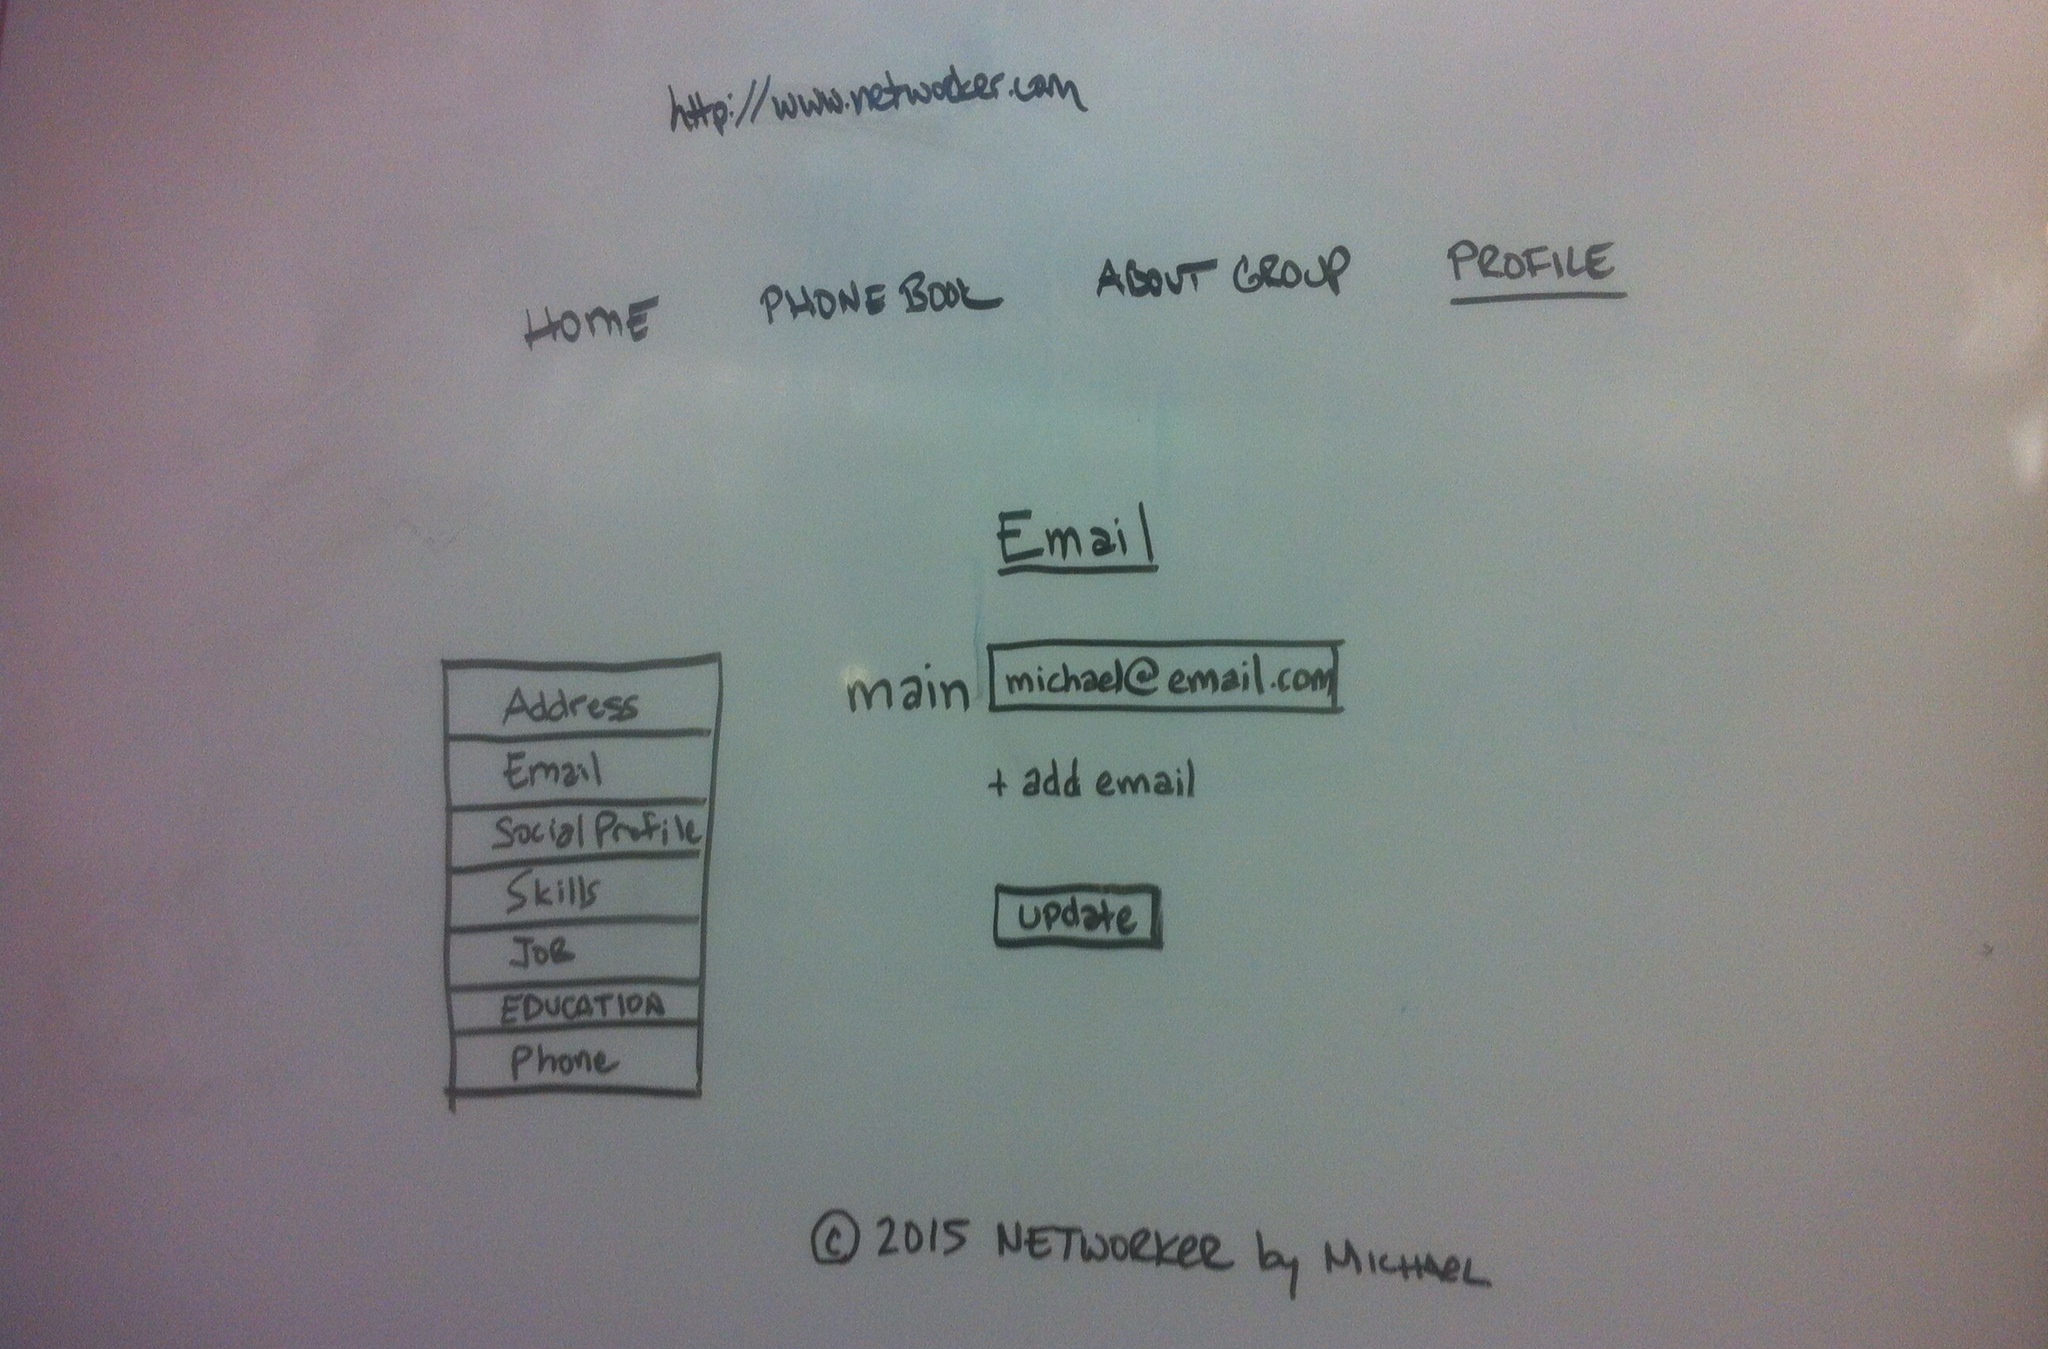 http://www.networker.com
HOME PHONE BOOK ABOUT GROUP PROFILE
Email
main michael@email.com
+ add email
update
Address
Email
Social Profile
Skills
JOB
EDUCATION
Phone
© 2015 NETWORKER by MICHAEL